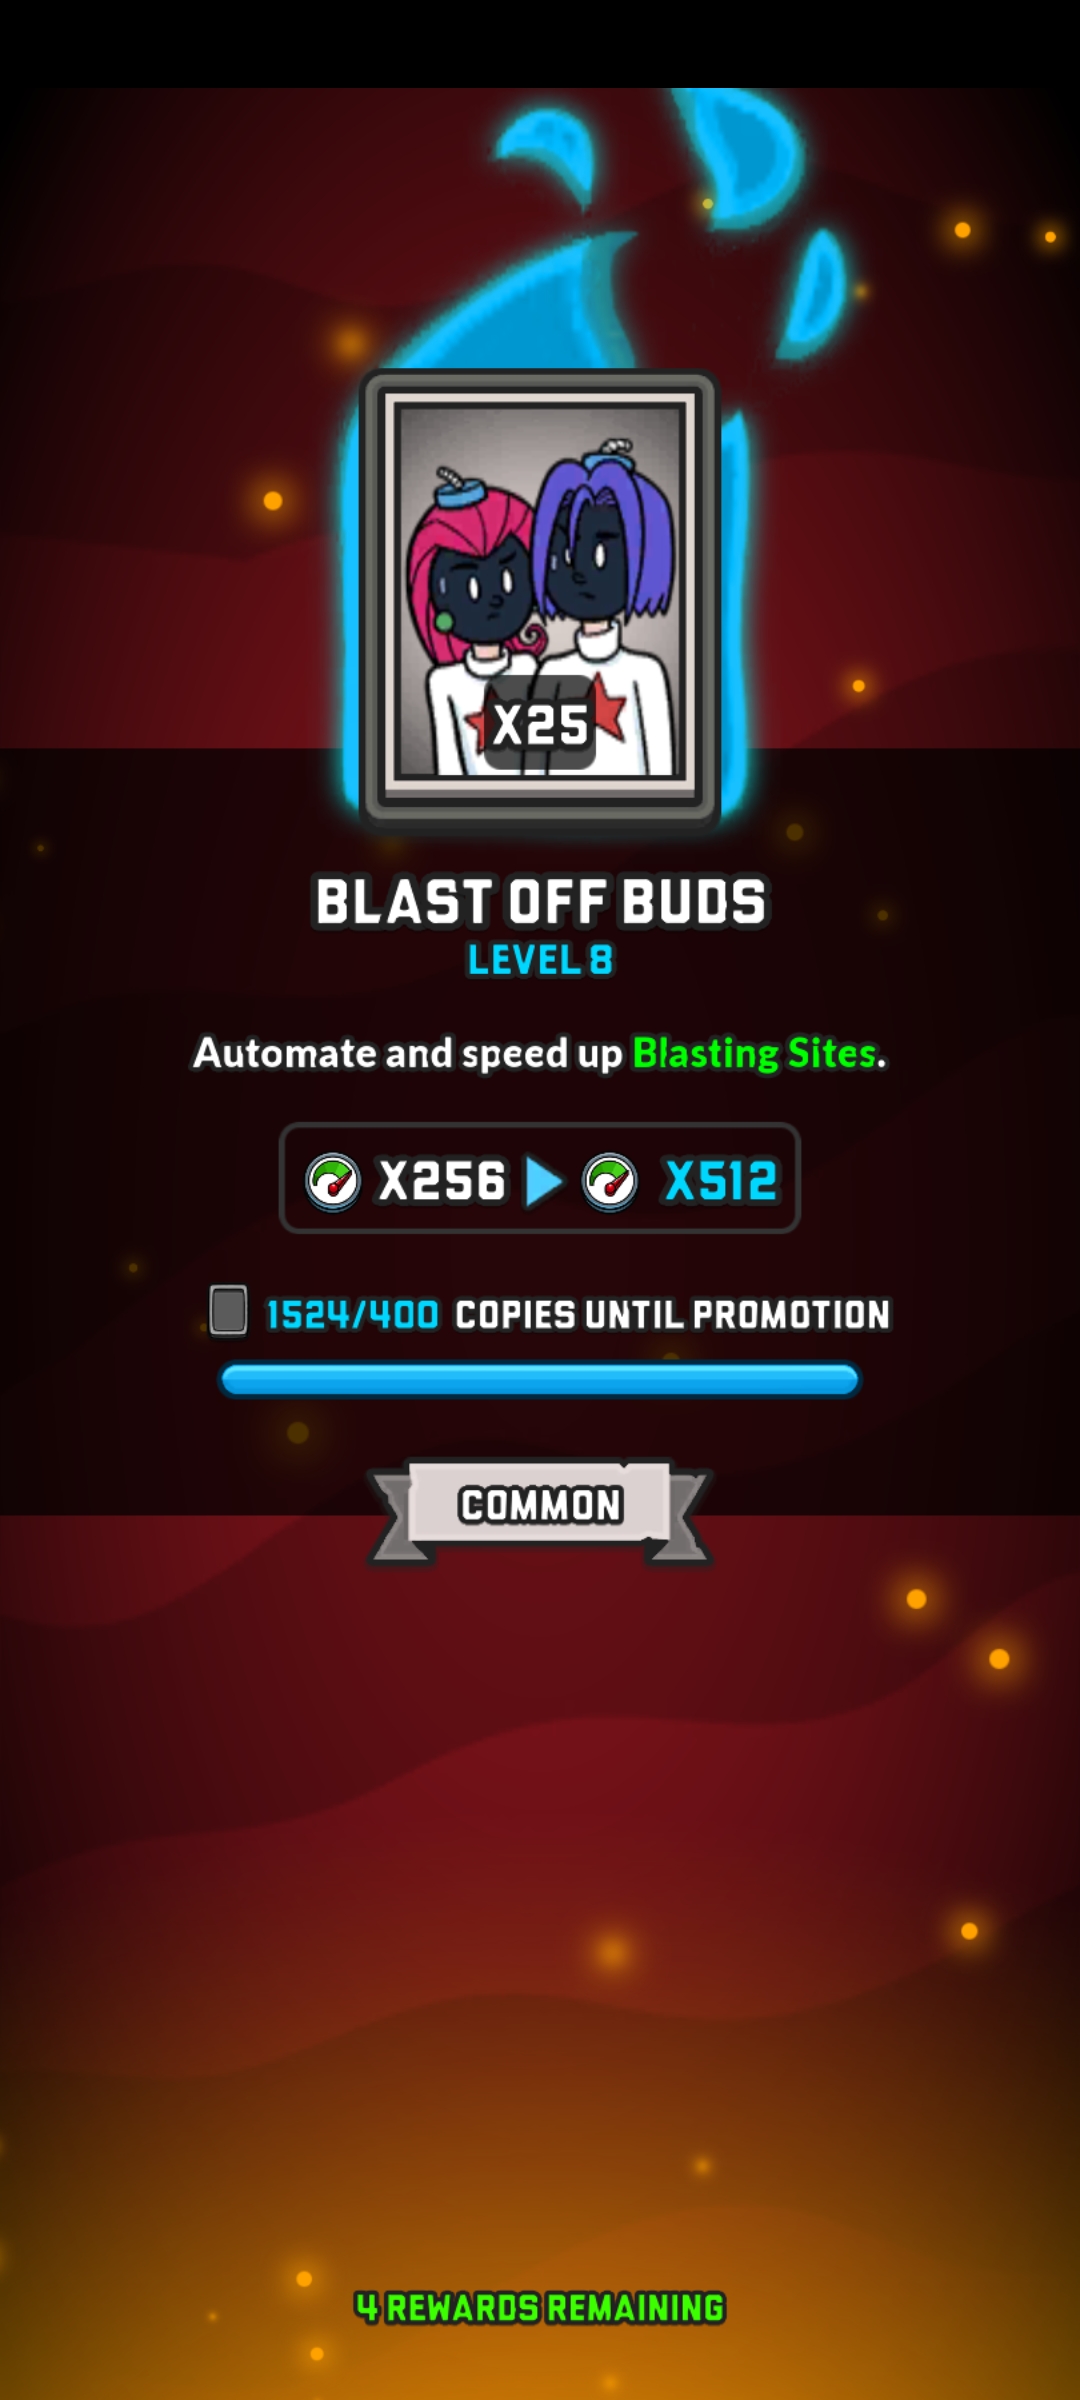 X25
BLAST OFF BUDS
LEVEL 8
Automate and speed up Blasting Sites.
X256 X512
1524/400 COPIES UNTIL PROMOTION
COMMON
4 REWARDS REMAINING